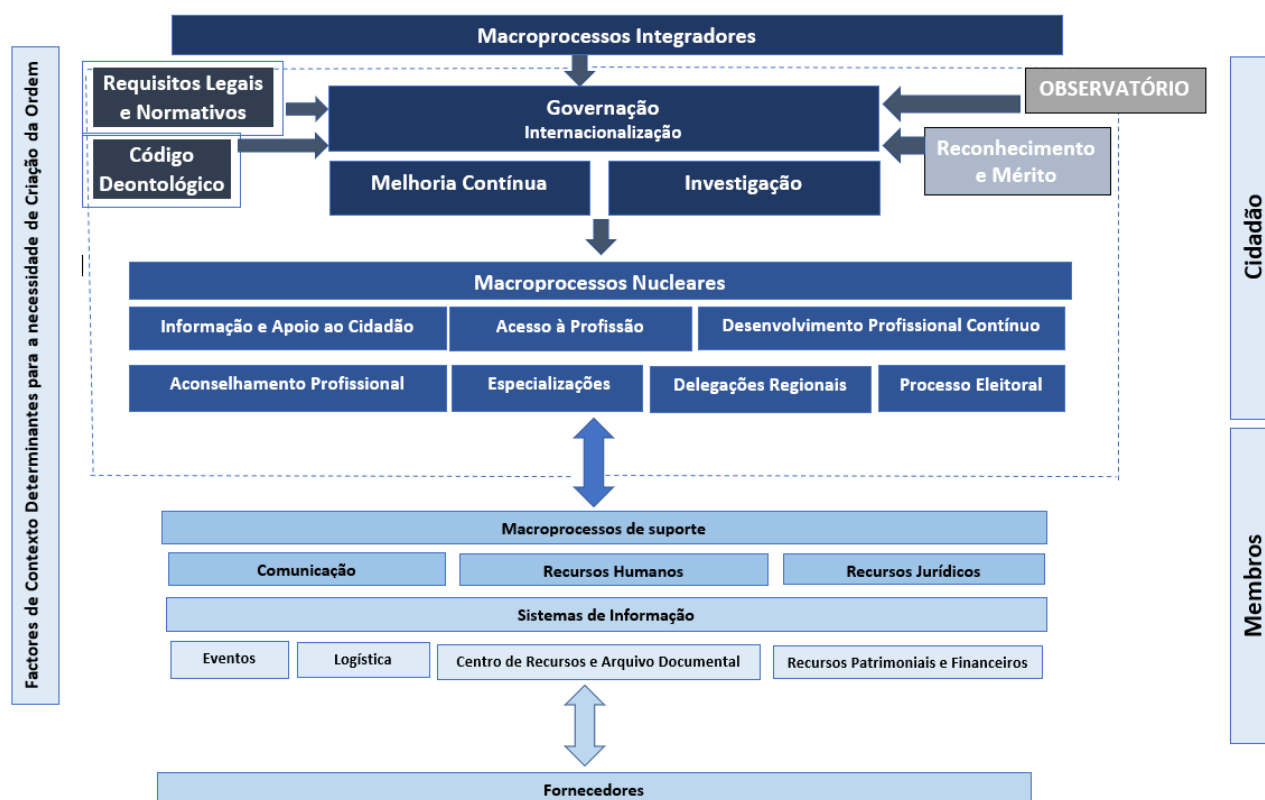 Macroprocessos Integradores
Factores de Contexto Determinantes para a necessidade de Criação da Ordem
Requisitos Legais
e Normativos
Código
Deontológico
Governação
Internacionalização
OBSERVATÓRIO
Reconhecimento
e Mérito
Melhoria Contínua
Investigação
Macroprocessos Nucleares
Informação e Apoio ao Cidadão
Acesso à Profissão
Desenvolvimento Profissional Contínuo
Aconselhamento Profissional
Especializações
Delegações Regionais
Processo Eleitoral
Cidadão
Macroprocessos de suporte
Comunicação
Recursos Humanos
Recursos Jurídicos
Sistemas de Informação
Eventos
Logística
Centro de Recursos e Arquivo Documental
Recursos Patrimoniais e Financeiros
Membros
Fornecedores